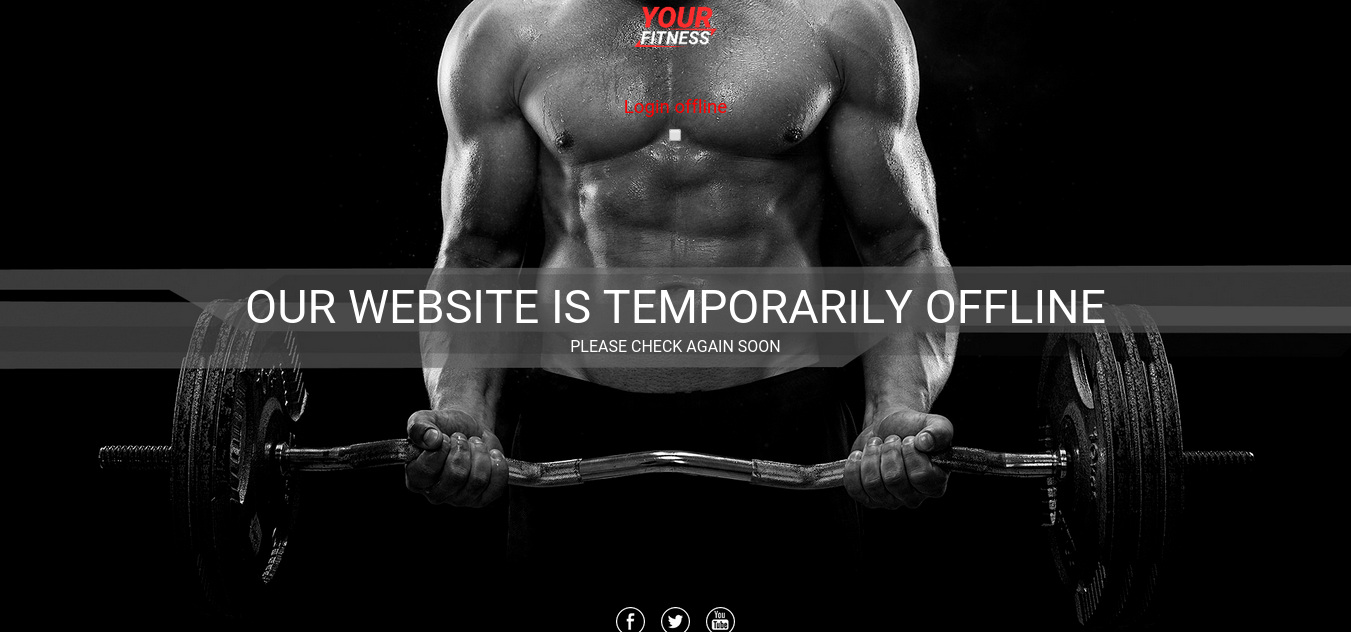 YOUR
FITNESS
Login offline
OUR WEBSITE IS TEMPORARILY OFFLINE
PLEASE CHECK AGAIN SOON
f
You
Tube